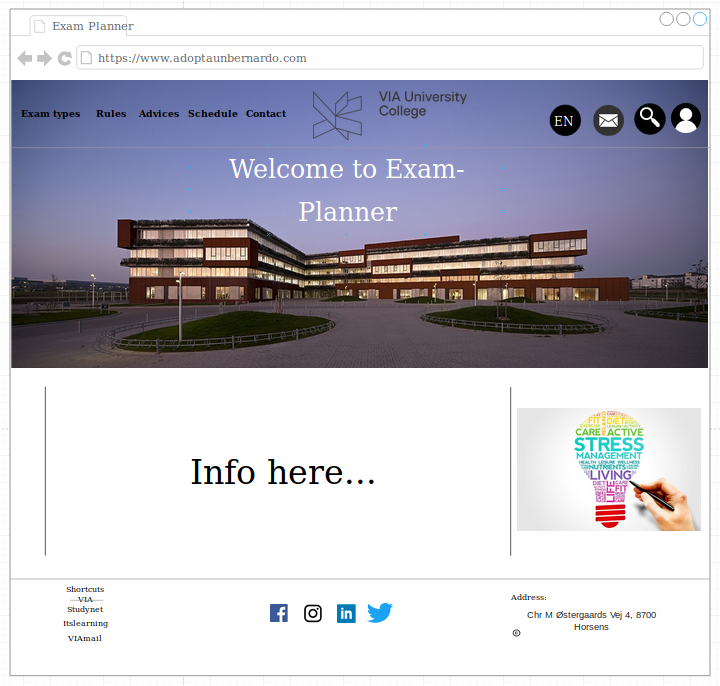 Exam Planner
https://www.adoptaunbernardo.com
Exam types Rules Advices Schedule Contact
VIA University
College
EN
Welcome to Exam-
Planner
Info here...
FIT DIET
CARE ACTIVE
STRESS
MANAGEMENT
HEALTH LEISURE WELLNESS
NUTRIENTS
LIVING
DIET CARE
LIFE FIT
Shortcuts
VIA
Studynet
Itslearning
VIAmail
in
Address:
Chr M Østergaards Vej 4, 8700
Horsens
©